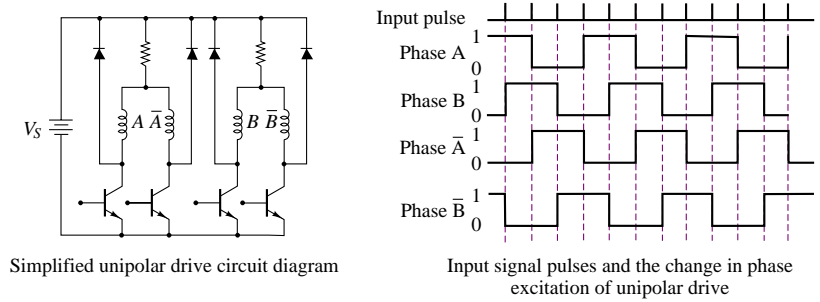 V_S
A A̅ B B̅
Simplified unipolar drive circuit diagram
Input pulse
Phase A 1 0
Phase B 1 0
Phase A̅ 1 0
Phase B̅ 1 0
Input signal pulses and the change in phase
excitation of unipolar drive